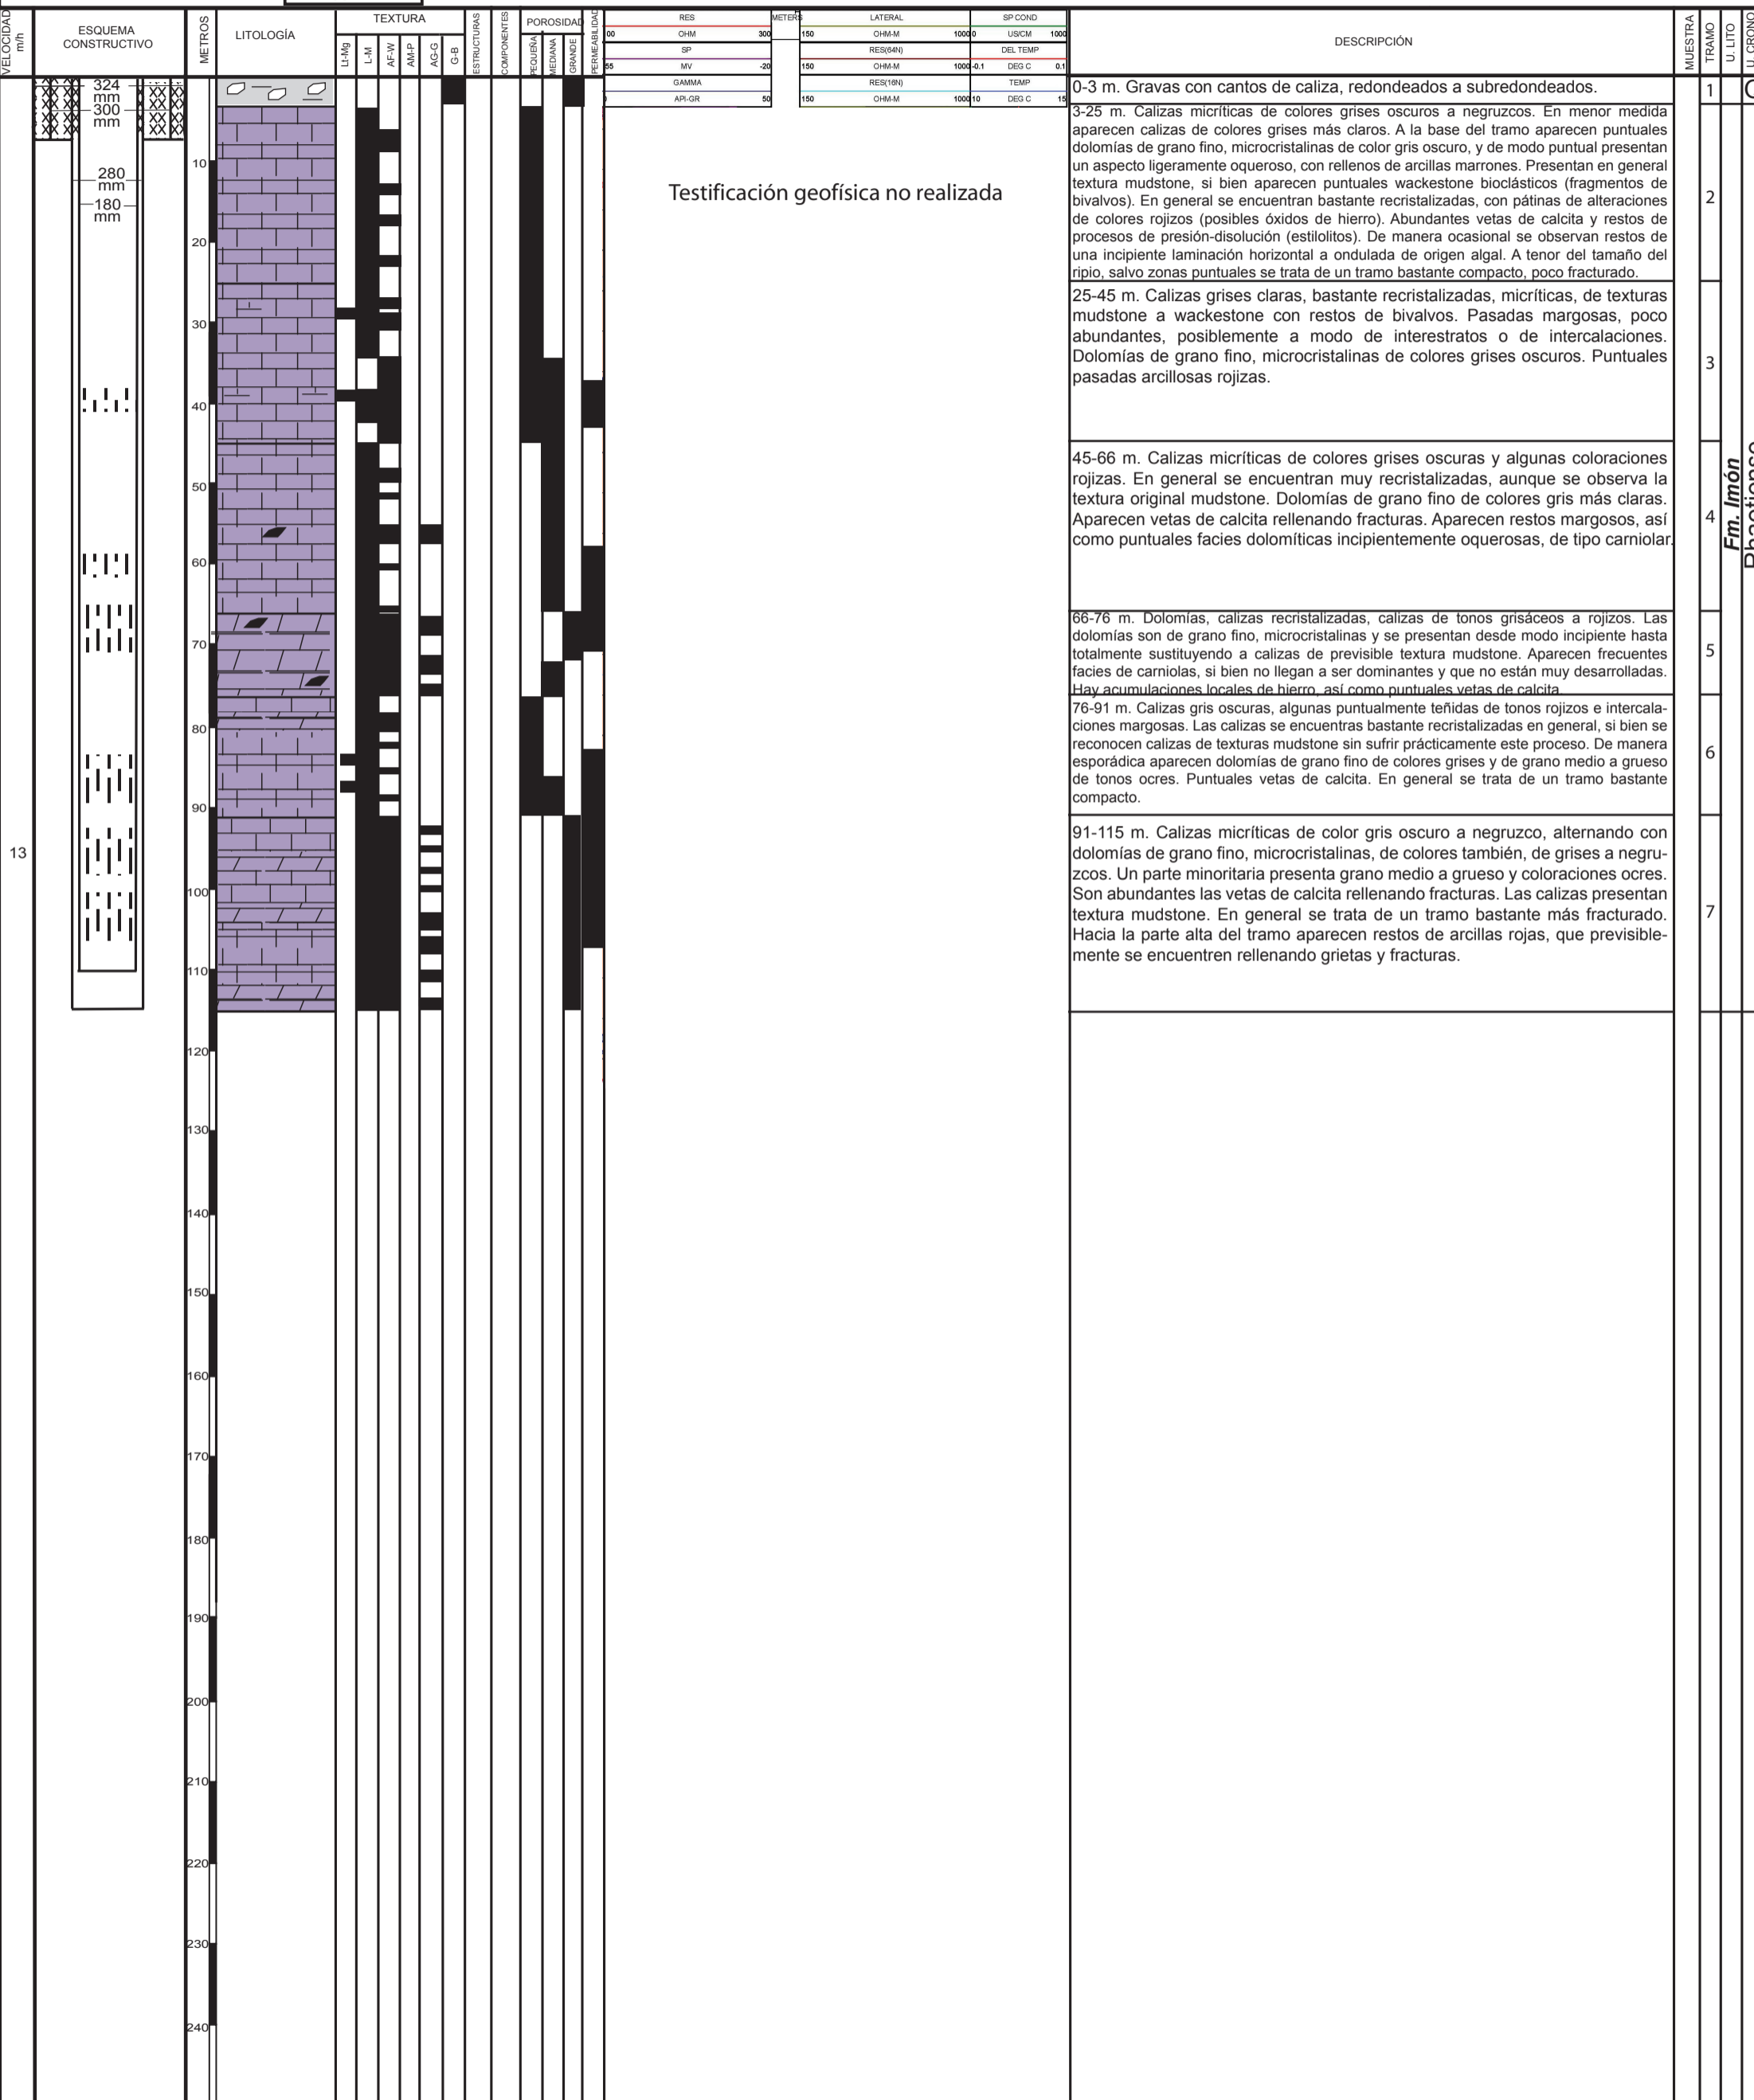 VELOCIDAD
m/h
ESQUEMA
CONSTRUCTIVO
METROS
LITOLOGÍA
TEXTURA
Lt-Mg
L-M
AF-W
AM-P
AG-G
G-B
ESTRUCTURAS
COMPONENTES
POROSIDAD
PEQUEÑA
MEDIANA
GRANDE
PERMEABILIDAD
RES
00 OHM 300
SP
55 MV -20
GAMMA
API-GR 50
METERS
LATERAL
150 OHM-M 1000
RES(64N)
150 OHM-M 1000
RES(16N)
150 OHM-M 1000
SP COND
0 US/CM 1000
DEL TEMP
-0.1 DEG C 0.1
TEMP
10 DEG C 15
DESCRIPCIÓN
MUESTRA
TRAMO
U. LITO
U. CRONO
324
mm
300
mm
280
mm
180
mm
13
10
20
30
40
50
60
70
80
90
100
110
120
130
140
150
160
170
180
190
200
210
220
230
240
Testificación geofísica no realizada
0-3 m. Gravas con cantos de caliza, redondeados a subredondeados.
1
3-25 m. Calizas micríticas de colores grises oscuros a negruzcos. En menor medida
aparecen calizas de colores grises más claros. A la base del tramo aparecen puntuales
dolomías de grano fino, microcristalinas de color gris oscuro, y de modo puntual presentan
un aspecto ligeramente oqueroso, con rellenos de arcillas marrones. Presentan en general
textura mudstone, si bien aparecen puntuales wackestone bioclásticos (fragmentos de
bivalvos). En general se encuentran bastante recristalizadas, con pátinas de alteraciones
de colores rojizos (posibles óxidos de hierro). Abundantes vetas de calcita y restos de
procesos de presión-disolución (estilolitos). De manera ocasional se observan restos de
una incipiente laminación horizontal a ondulada de origen algal. A tenor del tamaño del
ripio, salvo zonas puntuales se trata de un tramo bastante compacto, poco fracturado.
2
25-45 m. Calizas grises claras, bastante recristalizadas, micríticas, de texturas
mudstone a wackestone con restos de bivalvos. Pasadas margosas, poco
abundantes, posiblemente a modo de interestratos o de intercalaciones.
Dolomías de grano fino, microcristalinas de colores grises oscuros. Puntuales
pasadas arcillosas rojizas.
3
45-66 m. Calizas micríticas de colores grises oscuras y algunas coloraciones
rojizas. En general se encuentran muy recristalizadas, aunque se observa la
textura original mudstone. Dolomías de grano fino de colores gris más claras.
Aparecen vetas de calcita rellenando fracturas. Aparecen restos margosos, así
como puntuales facies dolomíticas incipientemente oquerosas, de tipo carniolar.
4
Fm. Imón
66-76 m. Dolomías, calizas recristalizadas, calizas de tonos grisáceos a rojizos. Las
dolomías son de grano fino, microcristalinas y se presentan desde modo incipiente hasta
totalmente sustituyendo a calizas de previsible textura mudstone. Aparecen frecuentes
facies de carniolas, si bien no llegan a ser dominantes y que no están muy desarrolladas.
Hay acumulaciones locales de hierro, así como puntuales vetas de calcita.
5
76-91 m. Calizas gris oscuras, algunas puntualmente teñidas de tonos rojizos e intercala-
ciones margosas. Las calizas se encuentras bastante recristalizadas en general, si bien se
reconocen calizas de texturas mudstone sin sufrir prácticamente este proceso. De manera
esporádica aparecen dolomías de grano fino de colores grises y de grano medio a grueso
de tonos ocres. Puntuales vetas de calcita. En general se trata de un tramo bastante
compacto.
6
91-115 m. Calizas micríticas de color gris oscuro a negruzco, alternando con
dolomías de grano fino, microcristalinas, de colores también, de grises a negru-
zcos. Un parte minoritaria presenta grano medio a grueso y coloraciones ocres.
Son abundantes las vetas de calcita rellenando fracturas. Las calizas presentan
textura mudstone. En general se trata de un tramo bastante más fracturado.
Hacia la parte alta del tramo aparecen restos de arcillas rojas, que previsible-
mente se encuentren rellenando grietas y fracturas.
7